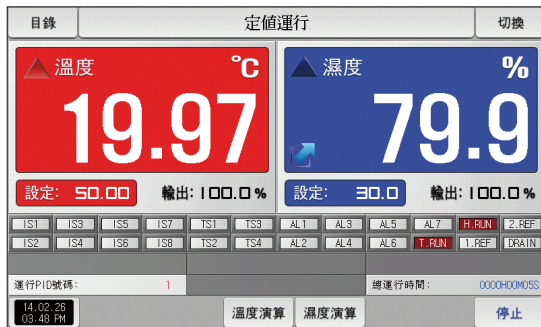 目錄 定値運行 切換
溫度 ℃ 濕度 %
19.97 79.9
設定: 50.00 輸出: 100.0 % 設定: 30.0 輸出: 100.0 %
IS1 IS3 IS5 IS7 TS1 TS3 AL1 AL3 AL5 AL7 H.RUN 2.REF
IS2 IS4 IS6 IS8 TS2 TS4 AL2 AL4 AL6 T.RUN 1.REF DRAIN
運行PID號碼: 1 總運行時間: 0000H00M05S
14.02.26
03:48 PM 溫度演算 濕度演算 停止